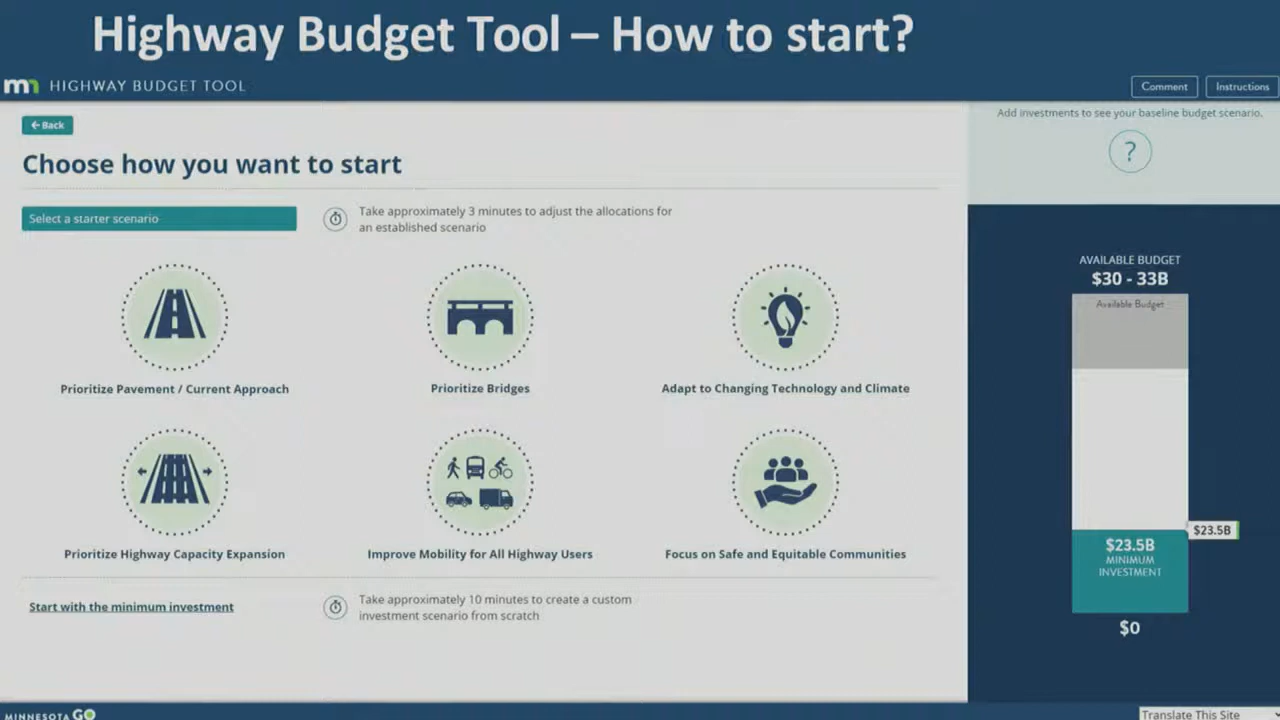 Highway Budget Tool – How to start?
mn HIGHWAY BUDGET TOOL
Comment
Instructions
Back
Add investments to see your baseline budget scenario.
?
Choose how you want to start
Select a starter scenario
Take approximately 3 minutes to adjust the allocations for
an established scenario
Prioritize Pavement / Current Approach
Prioritize Bridges
Adapt to Changing Technology and Climate
Prioritize Highway Capacity Expansion
Improve Mobility for All Highway Users
Focus on Safe and Equitable Communities
Start with the minimum investment
Take approximately 10 minutes to create a custom
investment scenario from scratch
AVAILABLE BUDGET
$30 - 33B
Available Budget
$23.5B
$23.5B
MINIMUM
INVESTMENT
$0
MINNESOTA GO
Translate This Site